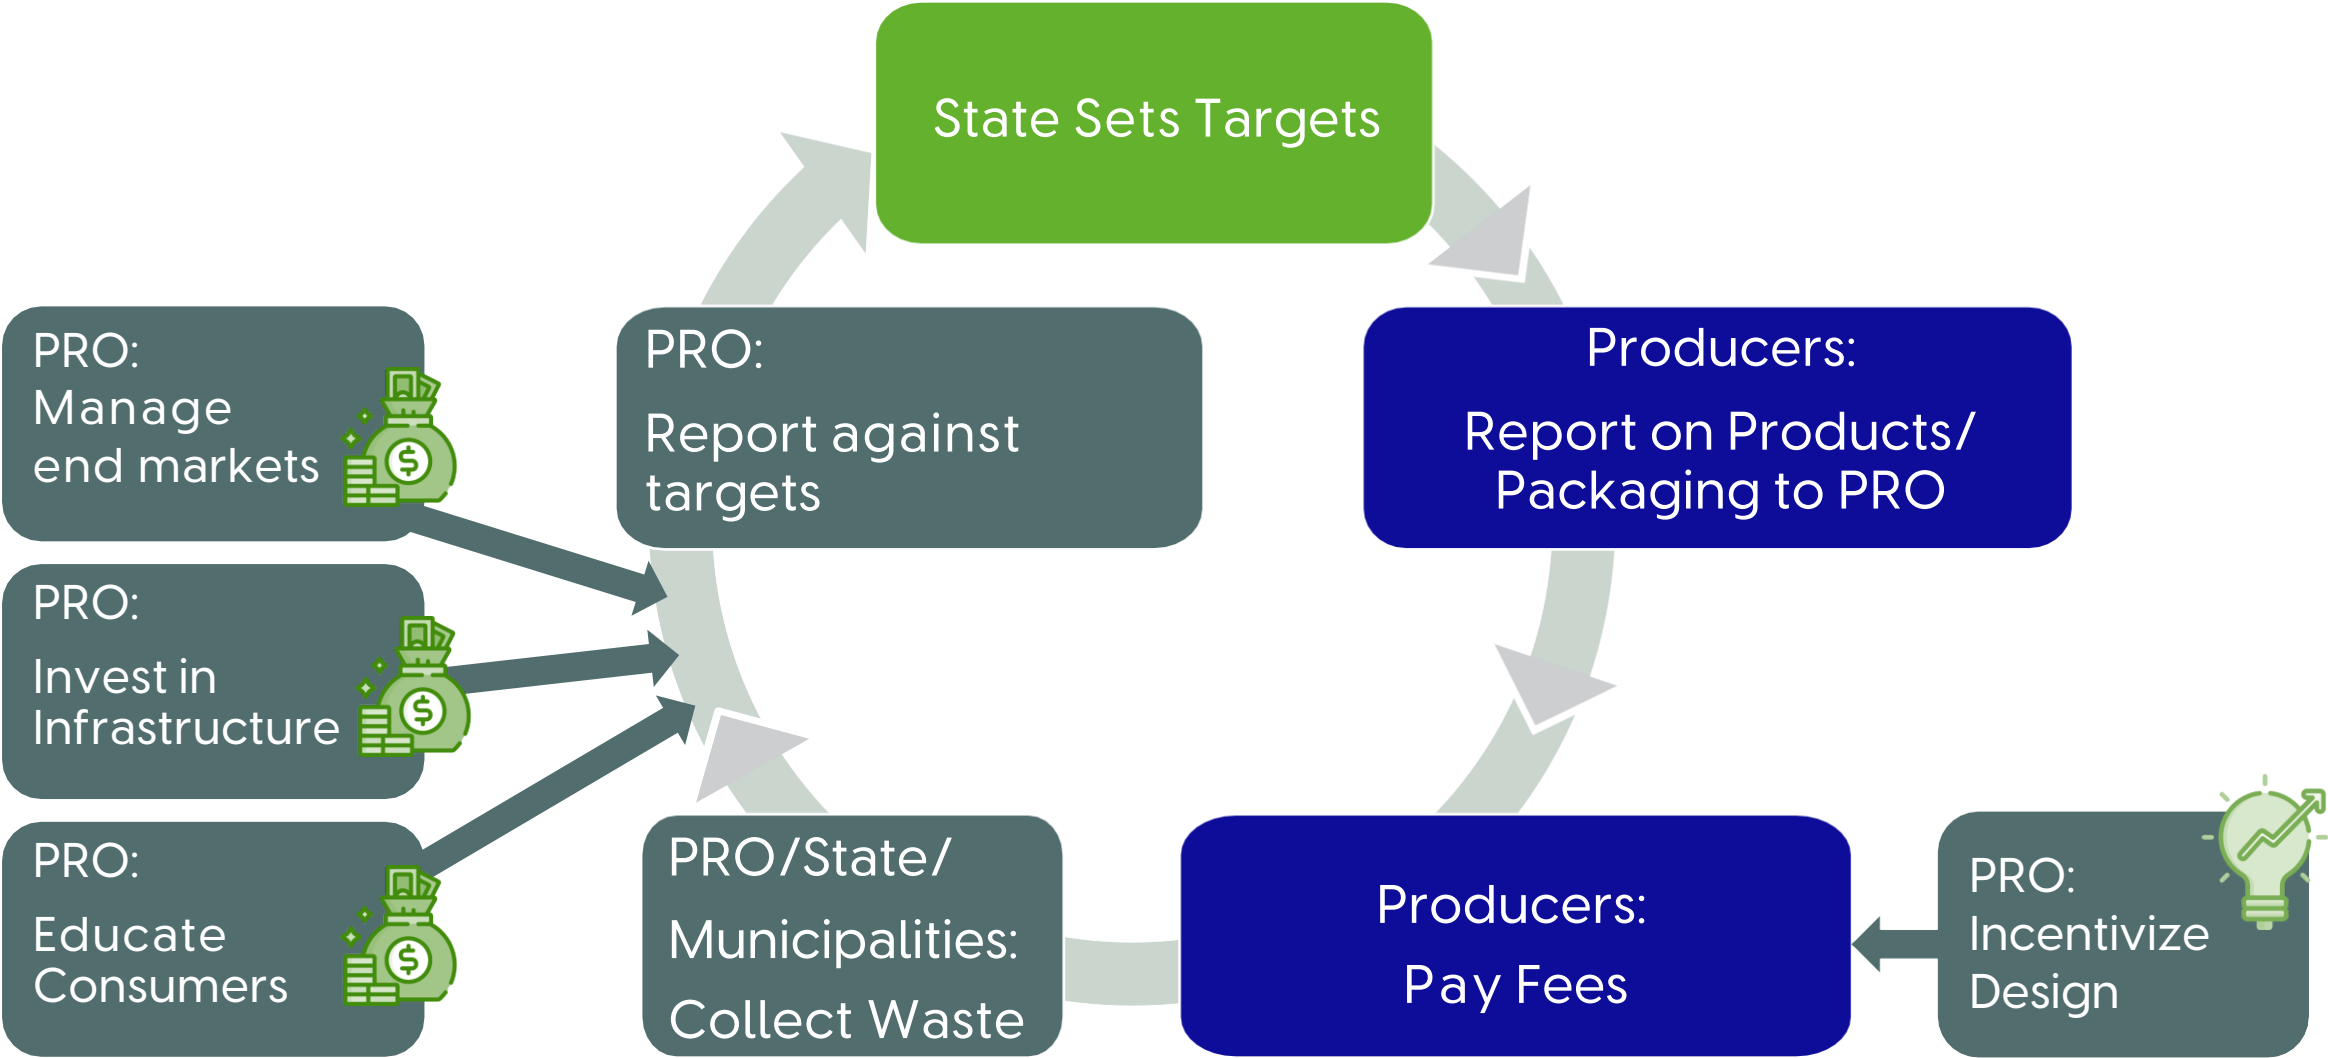 State Sets Targets
Producers:
Report on Products/
Packaging to PRO
Producers:
Pay Fees
PRO:
Incentivize
Design
PRO/State/
Municipalities:
Collect Waste
PRO:
Report against
targets
PRO:
Manage
end markets
$
PRO:
Invest in
Infrastructure
$
PRO:
Educate
Consumers
$